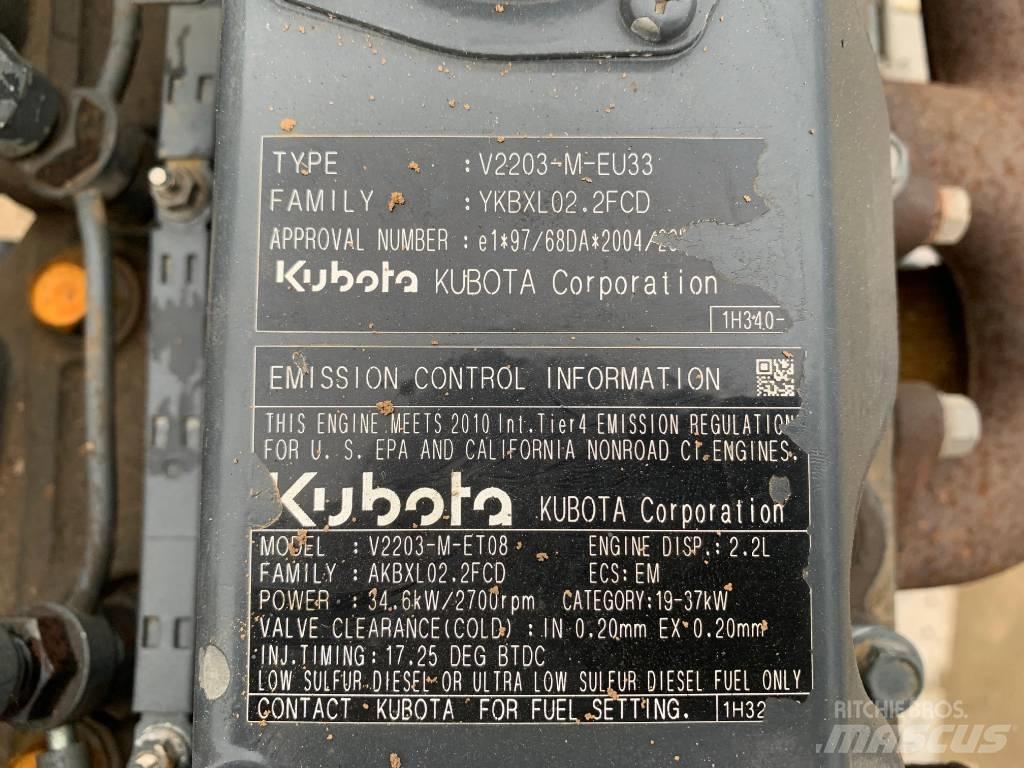 TYPE : V2203-M-EU33
FAMILY : YKBXL02.2FCD
APPROVAL NUMBER : e1*97/68DA*2004/
Kubota KUBOTA Corporation
1H340-
EMISSION CONTROL INFORMATION
THIS ENGINE MEETS 2010 Int.Tier4 EMISSION REGULATION
FOR U. S. EPA AND CALIFORNIA NONROAD CI ENGINES.
Kubota KUBOTA Corporation
MODEL : V2203-M-ET08 ENGINE DISP.: 2.2L
FAMILY : AKBXL02.2FCD ECS: EM
POWER : 34.6kW/2700rpm CATEGORY:19-37kW
VALVE CLEARANCE(COLD) : IN 0.20mm EX 0.20mm
INJ.TIMING: 17.25 DEG BTDC
LOW SULFUR DIESEL OR ULTRA LOW SULFUR DIESEL FUEL ONLY
CONTACT KUBOTA FOR FUEL SETTING. 1H32
RITCHIE BROS.
MASCUS